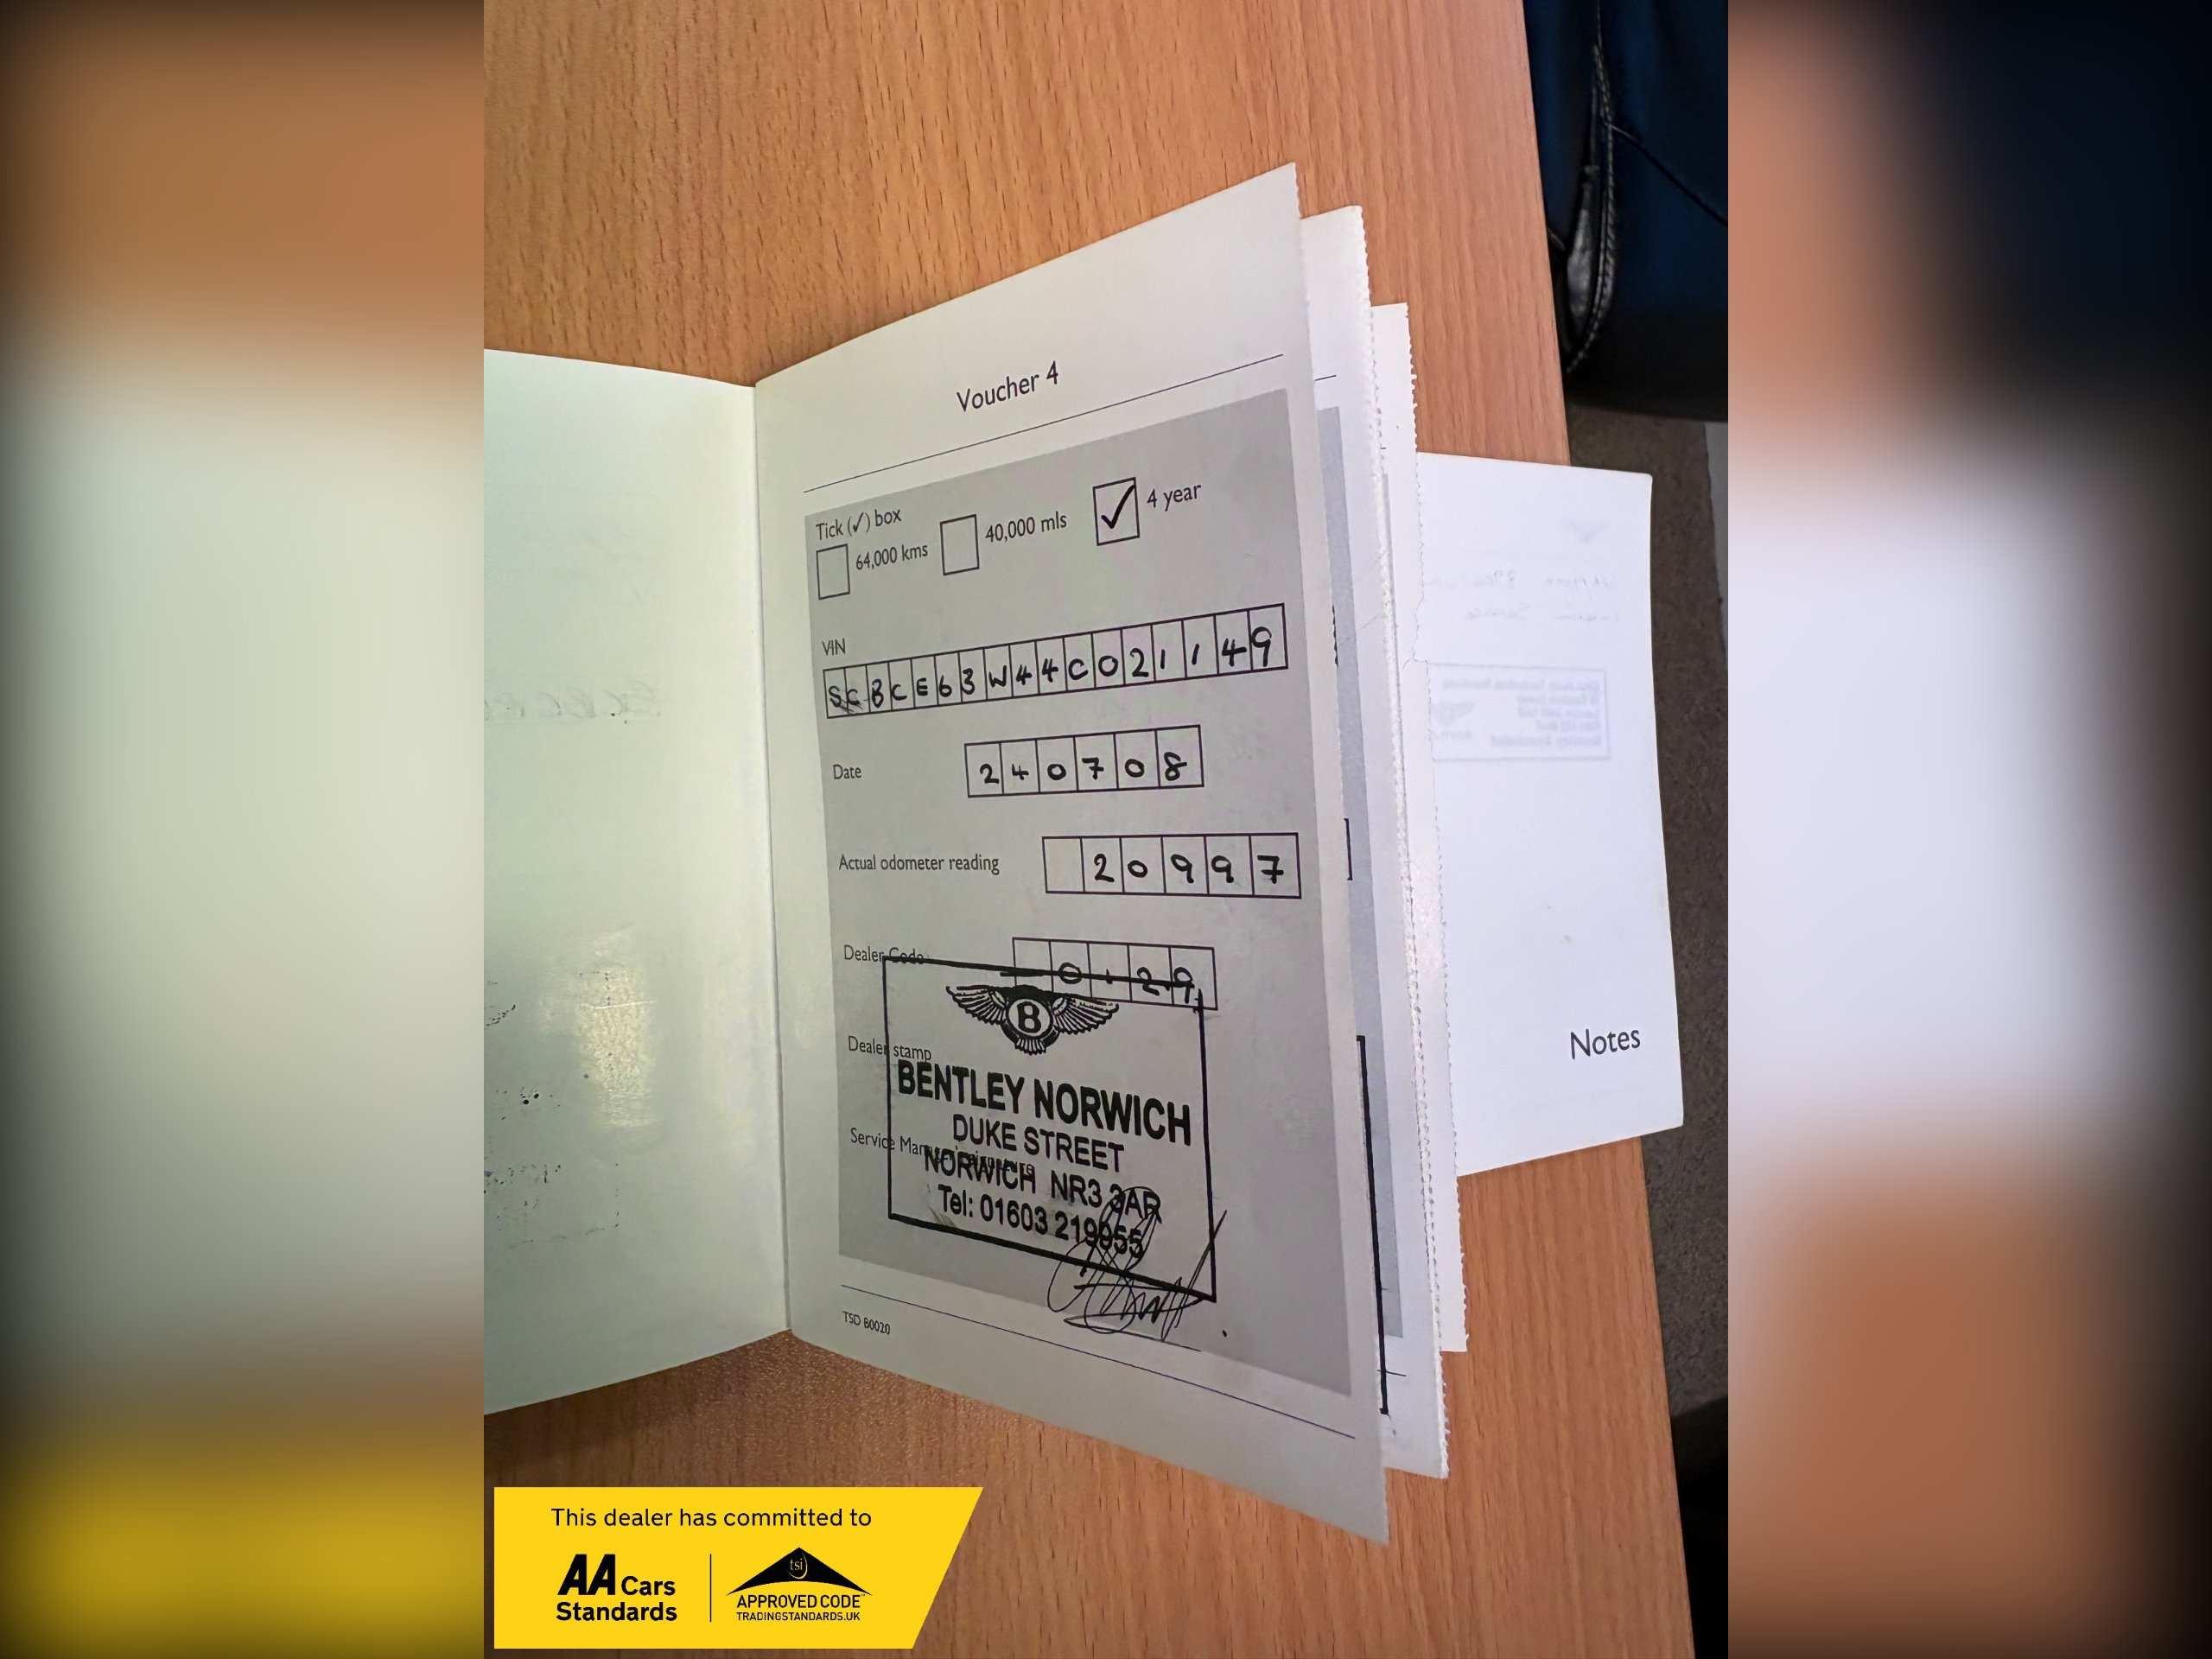 Voucher 4
Tick (✓) box
64,000 kms
40,000 mls
✓ 4 year
VIN
SCBCE63W44C021149
Date
240708
Actual odometer reading
20997
Dealer Code
0129
B
Dealer stamp
BENTLEY NORWICH
DUKE STREET
Service Manager's signature
NORWICH NR3 3AR
Tel: 01603 219955
TSD B0020
Notes
This dealer has committed to
AA Cars
Standards
tsi
APPROVED CODE
TRADINGSTANDARDS.UK